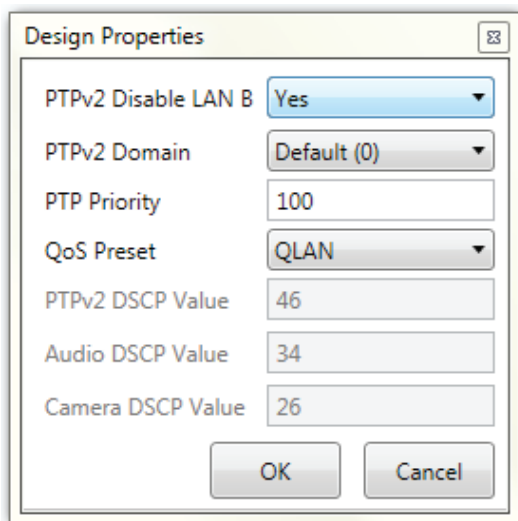 Design Properties
PTPv2 Disable LAN B Yes
PTPv2 Domain Default (0)
PTP Priority 100
QoS Preset QLAN
PTPv2 DSCP Value 46
Audio DSCP Value 34
Camera DSCP Value 26
OK Cancel